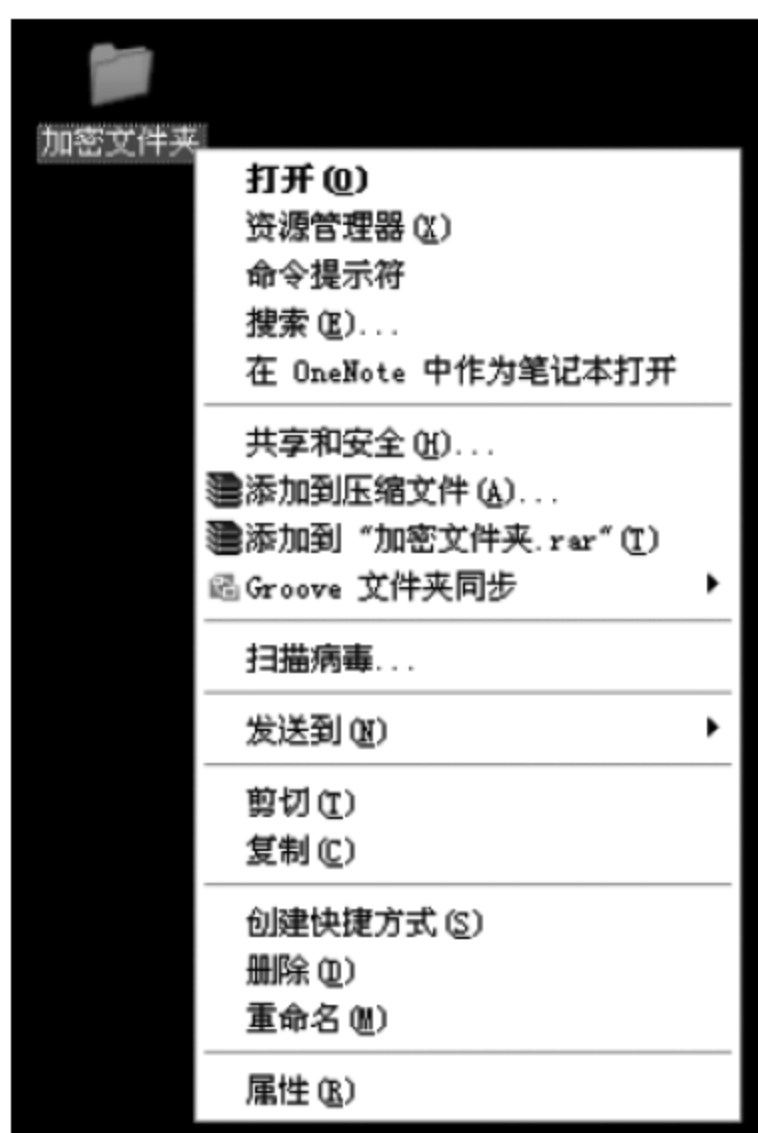 加密文件夹
打开(O)
资源管理器(X)
命令提示符
搜索(E)...
在 OneNote 中作为笔记本打开
共享和安全(H)...
添加到压缩文件(A)...
添加到 “加密文件夹.rar”(T)
Groove 文件夹同步
扫描病毒...
发送到(N)
剪切(T)
复制(C)
创建快捷方式(S)
删除(D)
重命名(M)
属性(R)